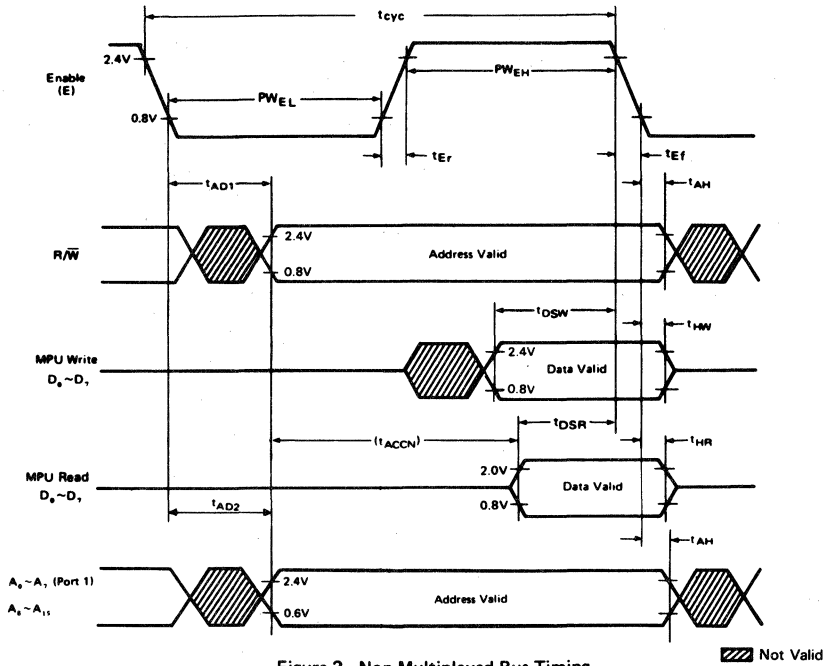 tcyc
2.4V
Enable
(E)
PWEH
PWEL
0.8V
tEr
tEf
tAD1
tAH
R/W̅
2.4V
Address Valid
0.8V
tDSW
tHW
MPU Write
D₀~D₇
2.4V
Data Valid
0.8V
tDSR
(tACCN)
tHR
MPU Read
D₀~D₇
2.0V
Data Valid
0.8V
tAD2
tAH
A₀~A₇ (Port 1)
A₈~A₁₅
2.4V
Address Valid
0.6V
Not Valid
Figure 2 Non-Multiplexed Bus Timing